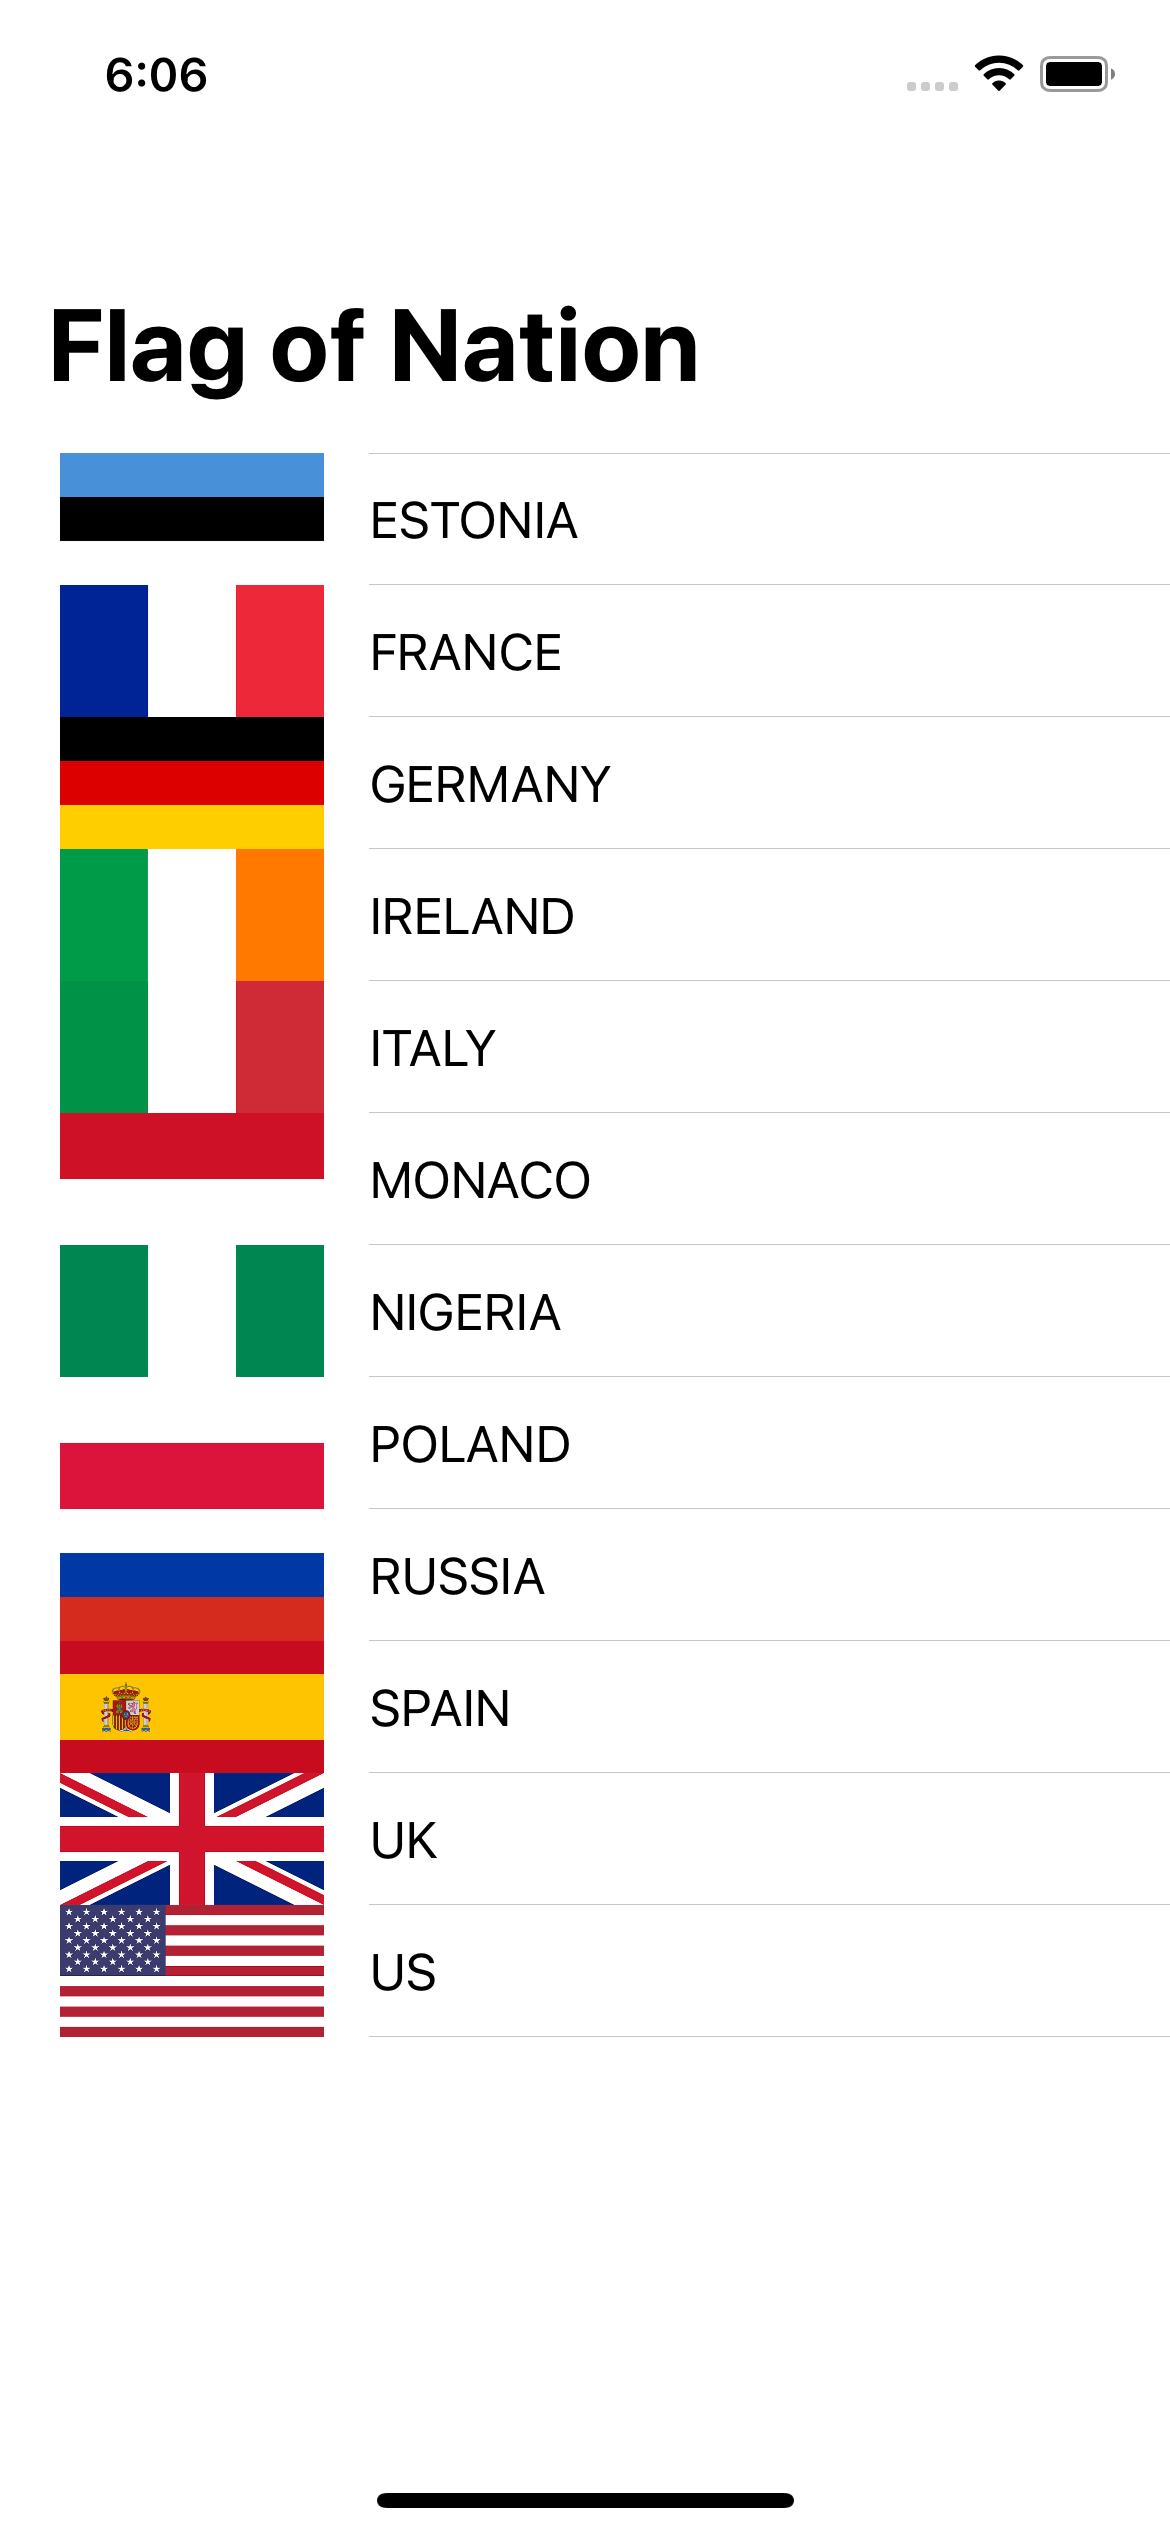 6:06
Flag of Nation
ESTONIA
FRANCE
GERMANY
IRELAND
ITALY
MONACO
NIGERIA
POLAND
RUSSIA
SPAIN
UK
US